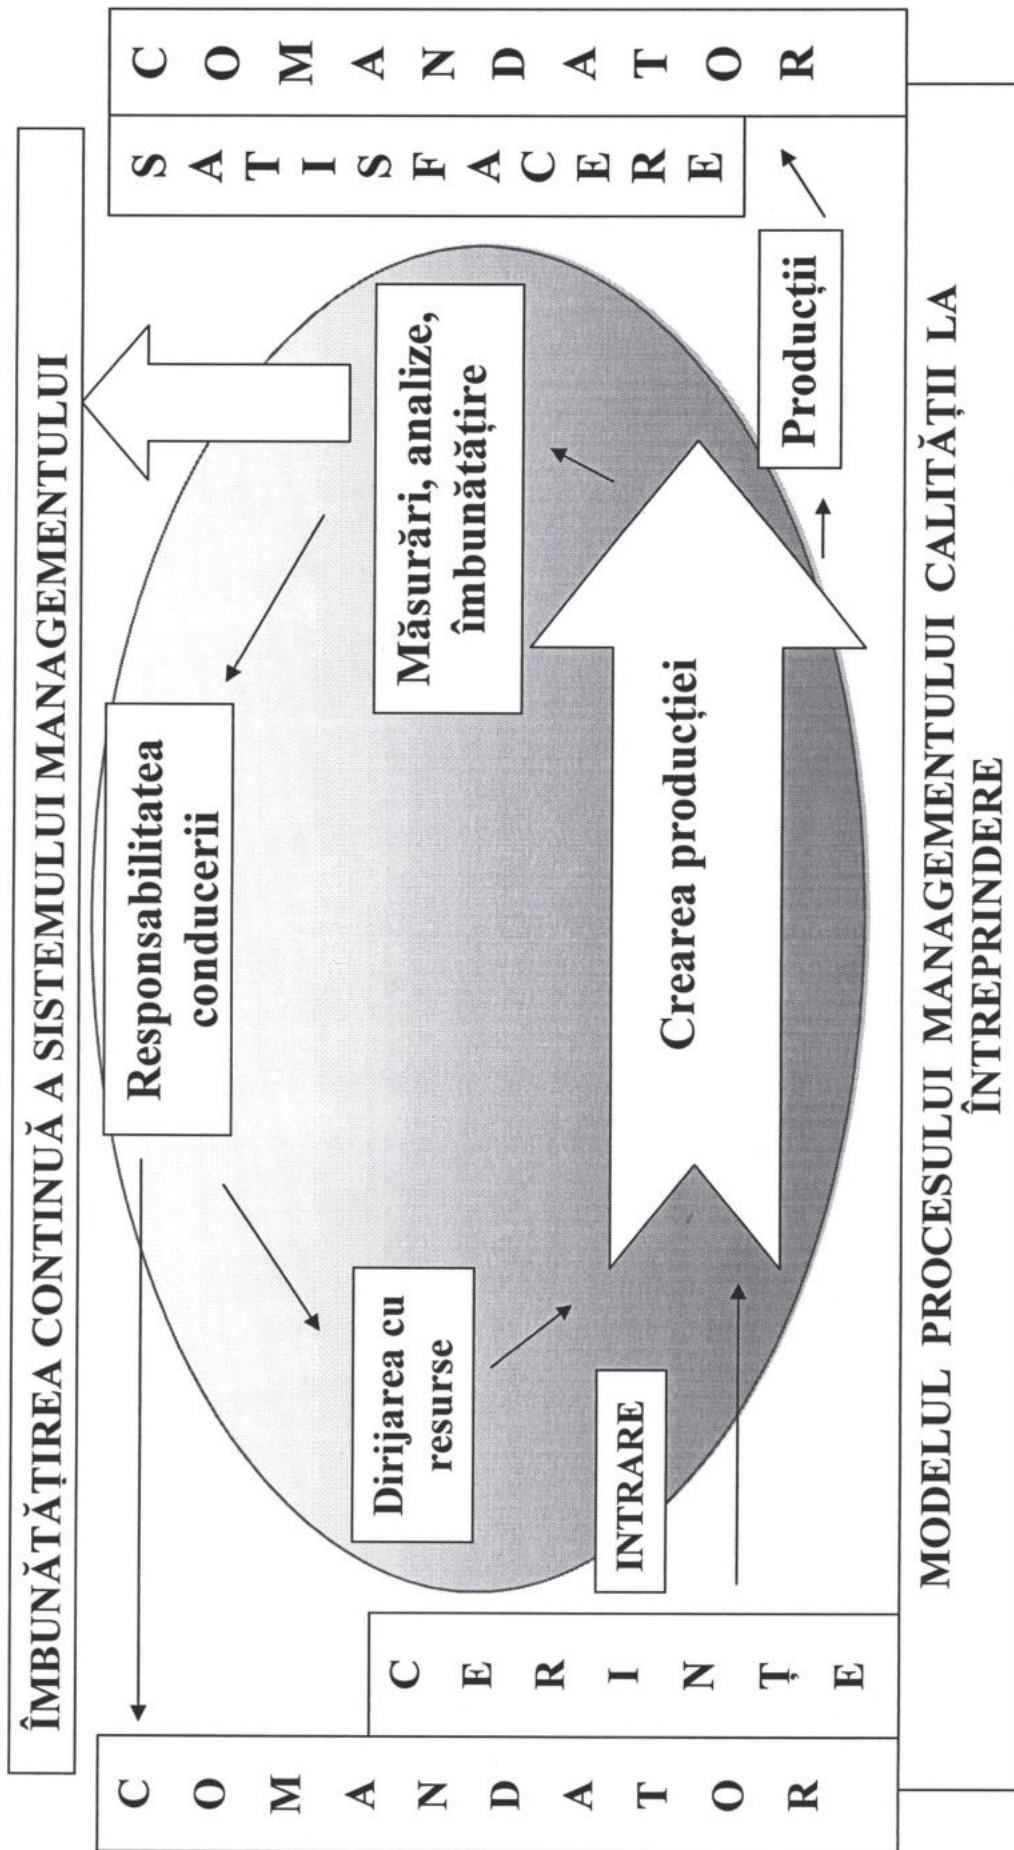 ÎMBUNĂTĂȚIREA CONTINUĂ A SISTEMULUI MANAGEMENTULUI
COMANDATOR
CERINȚE
Responsabilitatea
conducerii
Dirijarea cu
resurse
Măsurări, analize,
îmbunătățire
INTRARE
Crearea producției
Producții
SATISFACERE
COMANDATOR
MODELUL PROCESULUI MANAGEMENTULUI CALITĂȚII LA
ÎNTREPRINDERE